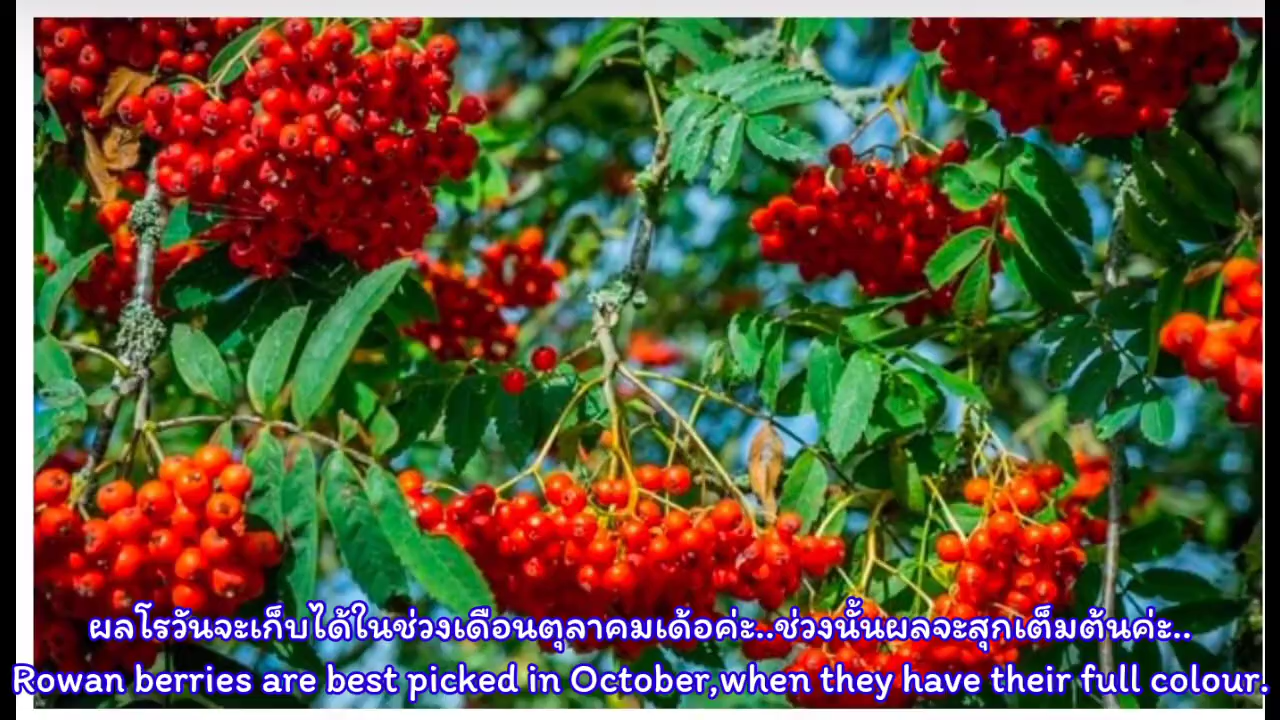 ผลโรวันจะเก็บได้ในช่วงเดือนตุลาคมเด้อค่ะ..ช่วงนั้นผลจะสุกเต็มต้นค่ะ..
Rowan berries are best picked in October,when they have their full colour.